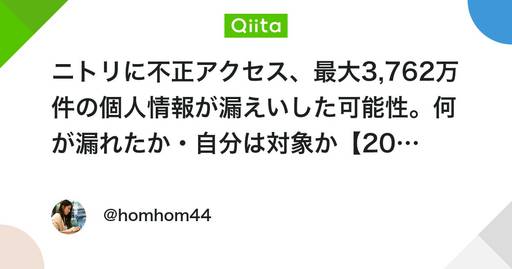 Qiita
ニトリに不正アクセス、最大3,762万
件の個人情報が漏えいした可能性。何
が漏れたか・自分は対象か【20…
@homhom44